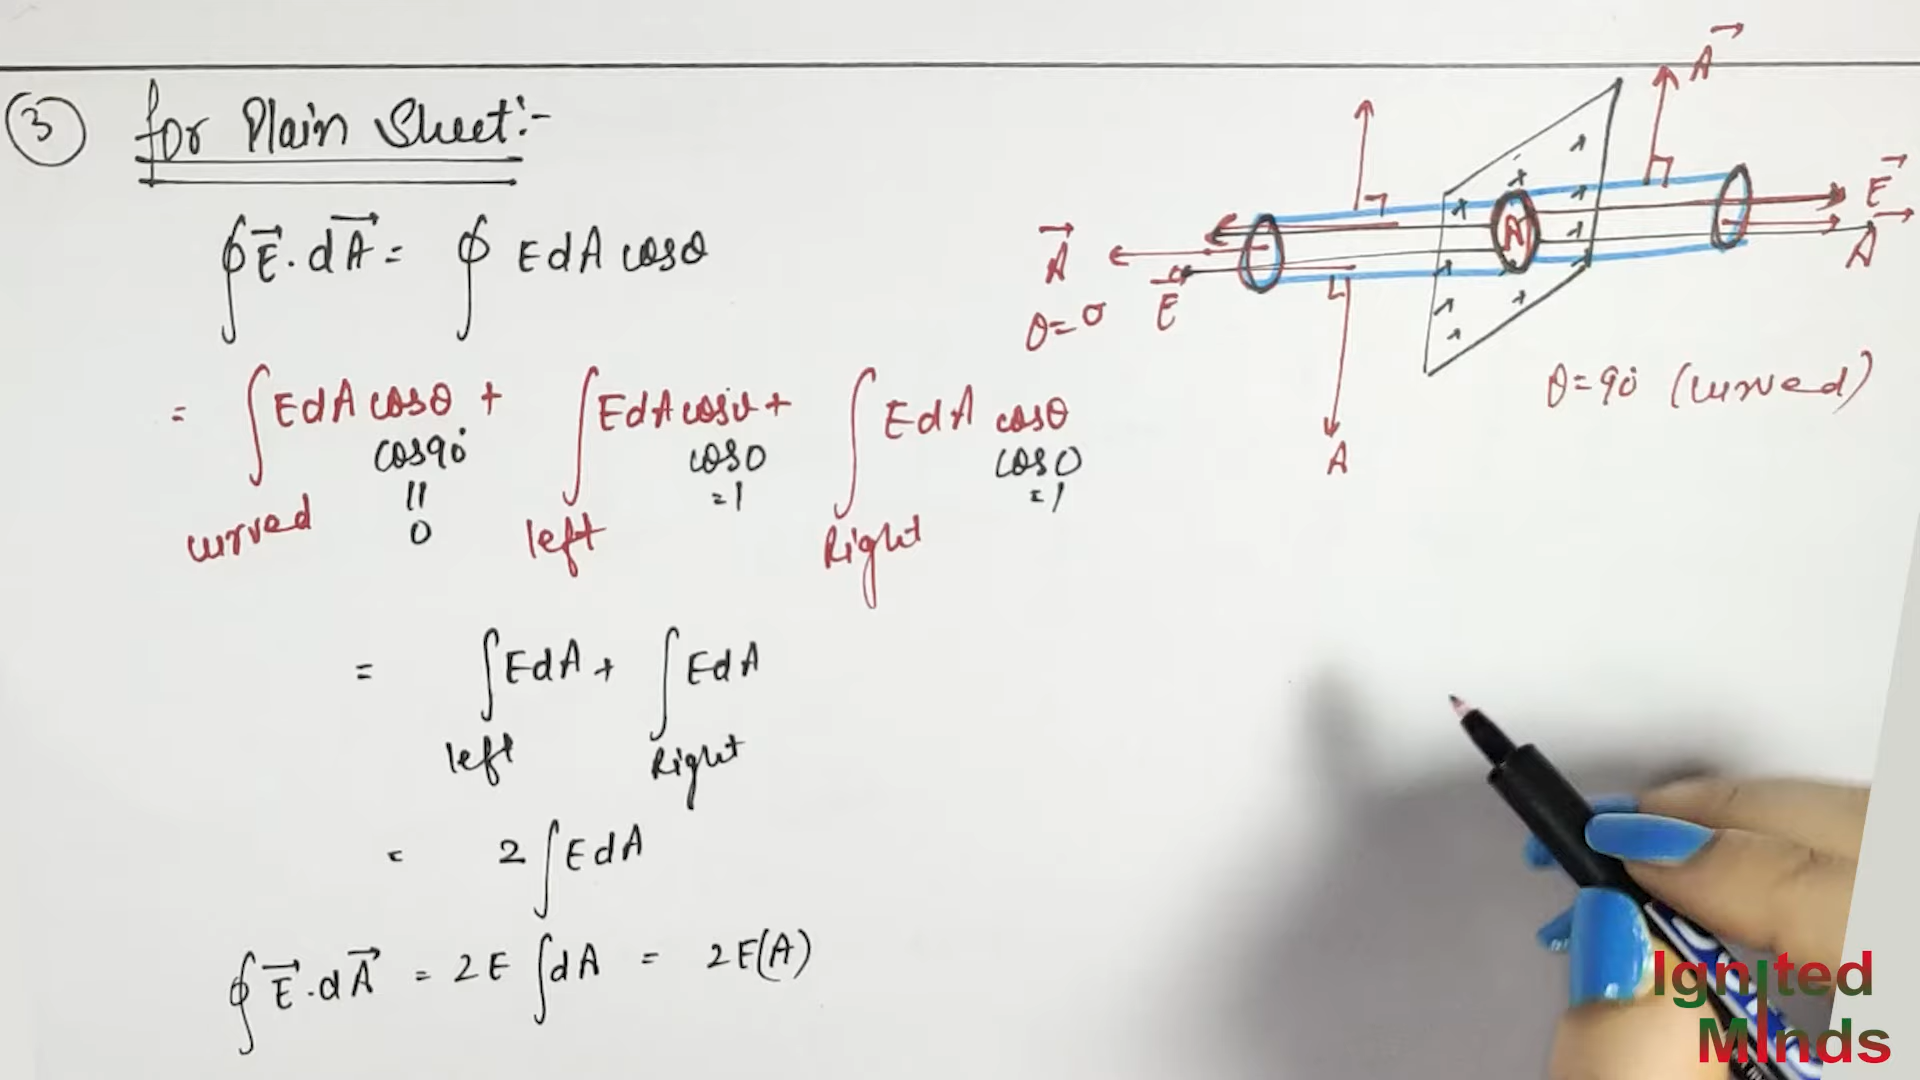 3 for Plain Sheet:-
∮E⃗.dA⃗ = ∮ EdA cosθ
= ∫EdA cosθ + ∫EdA cosθ + ∫EdA cosθ
cos90° cos0 cos0
|| =1 =1
0
curved left Right
= ∫EdA + ∫EdA
left Right
= 2∫EdA
∮E⃗.dA⃗ = 2E ∫dA = 2E(A)
A⃗
E⃗
A⃗
A
A⃗
E⃗
θ=0°
A
θ=90° (curved)
Ignited
Minds